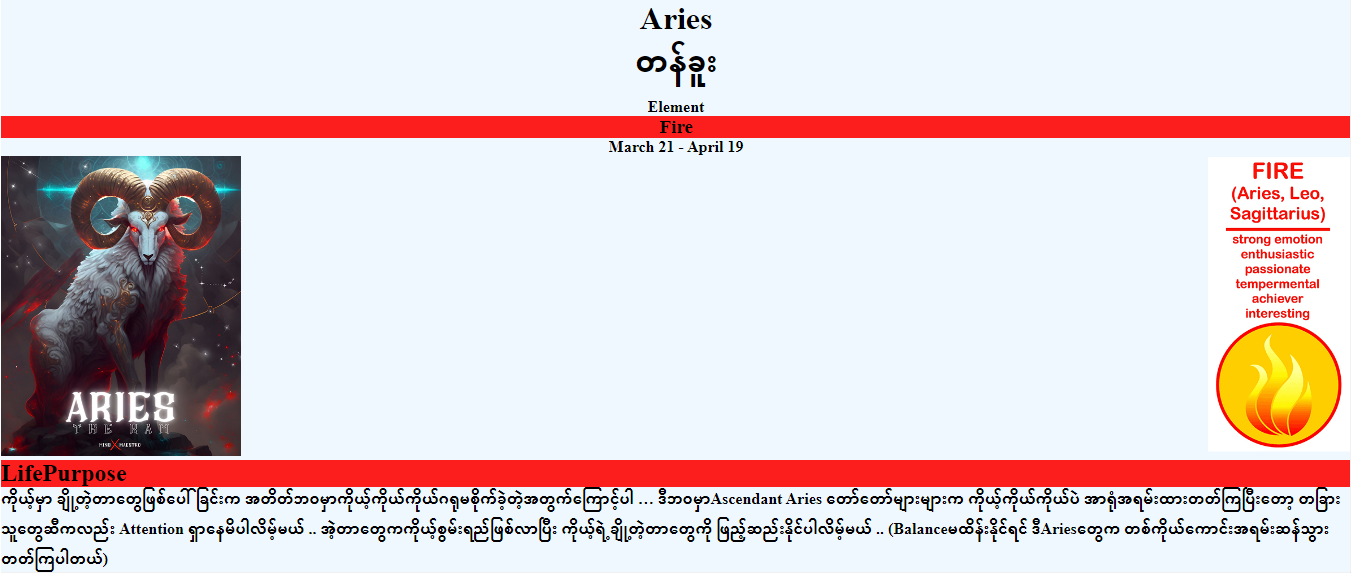 Aries
တန်ခူး
Element
Fire
March 21 - April 19
ARIES
THE RAM
MIND X MAESTRO
FIRE
(Aries, Leo,
Sagittarius)
strong emotion
enthusiastic
passionate
tempermental
achiever
interesting
LifePurpose
ကိုယ့်မှာ ချို့တဲ့တာတွေဖြစ်ပေါ်ခြင်းက အတိတ်ဘဝမှာကိုယ့်ကိုယ်ကိုယ်ဂရုမစိုက်ခဲ့တဲ့အတွက်ကြောင့်ပါ ... ဒီဘဝမှာAscendant Aries တော်တော်များများက ကိုယ့်ကိုယ်ကိုယ်ပဲ အာရုံအရမ်းထားတတ်ကြပြီးတော့ တခြား
သူတွေဆီကလည်း Attention ရှာနေမိပါလိမ့်မယ် .. အဲ့တာတွေကကိုယ့်စွမ်းရည်ဖြစ်လာပြီး ကိုယ့်ရဲ့ချို့တဲ့တာတွေကို ဖြည့်ဆည်းနိုင်ပါလိမ့်မယ် .. (Balanceမထိန်းနိုင်ရင် ဒီAriesတွေက တစ်ကိုယ်ကောင်းအရမ်းဆန်သွား
တတ်ကြပါတယ်)